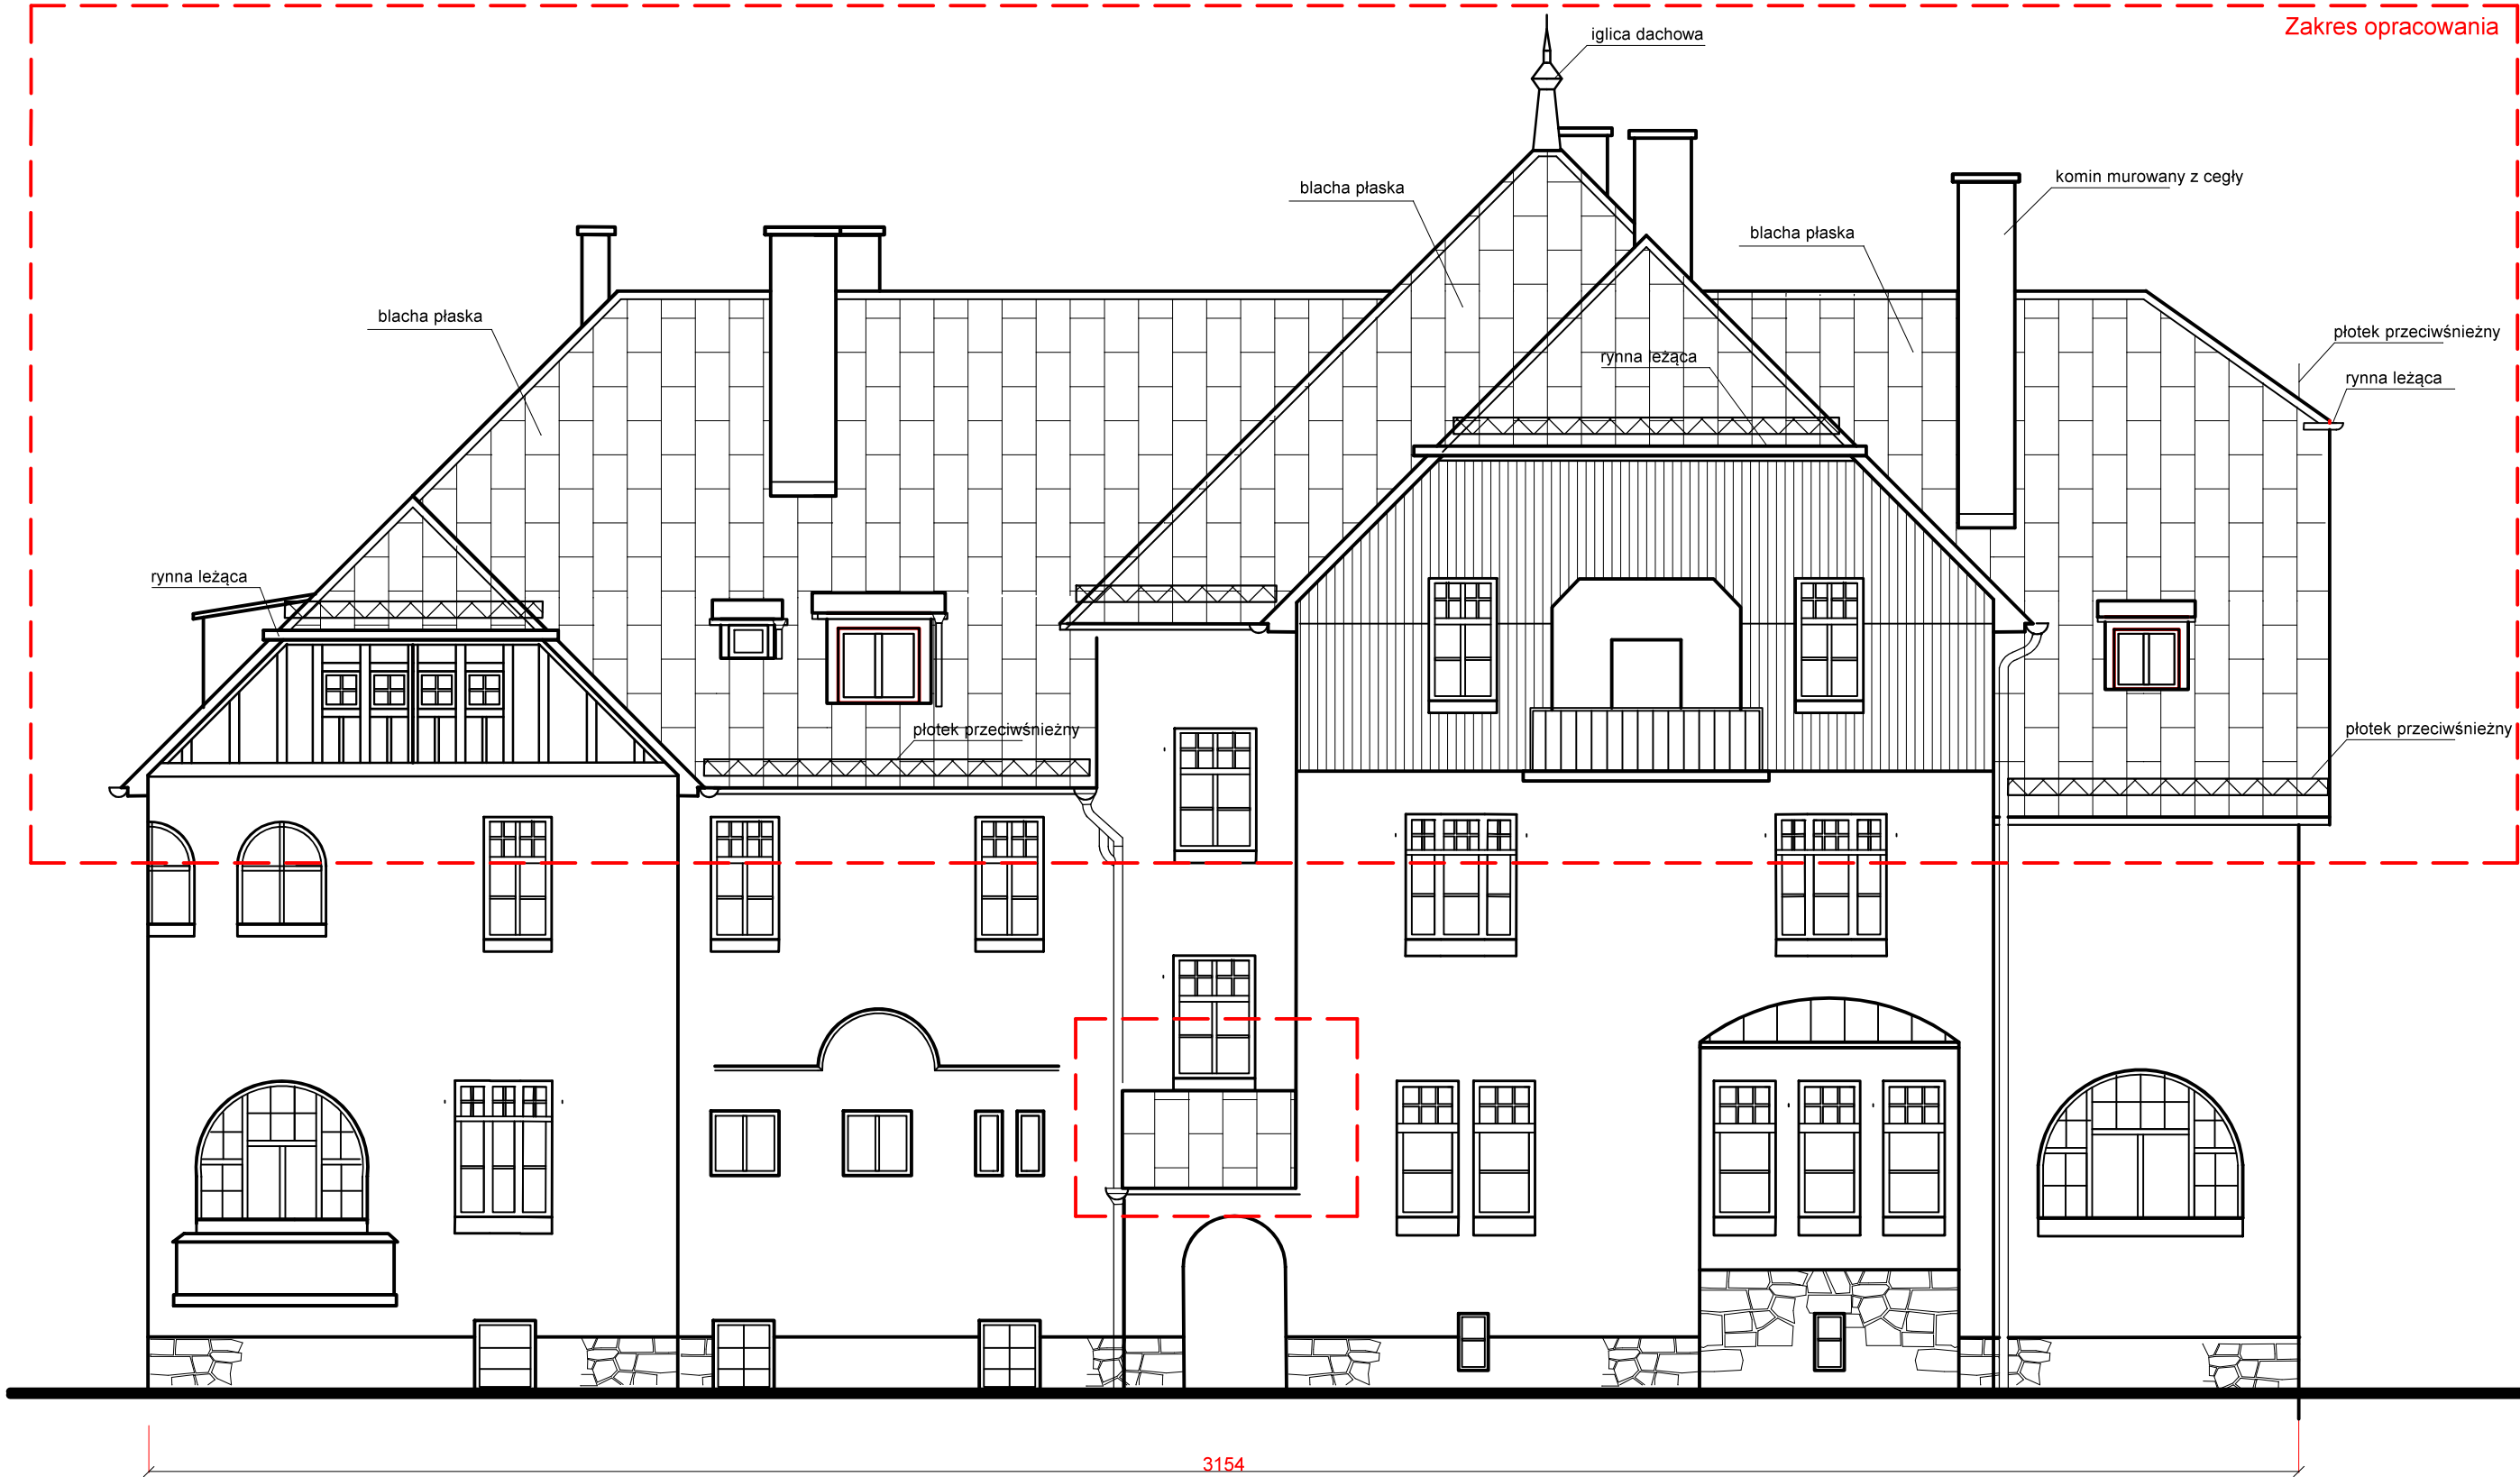 Zakres opracowania
iglica dachowa
komin murowany z cegły
blacha płaska
blacha płaska
blacha płaska
płotek przeciwśnieżny
rynna leżąca
rynna leżąca
rynna leżąca
płotek przeciwśnieżny
płotek przeciwśnieżny
3154